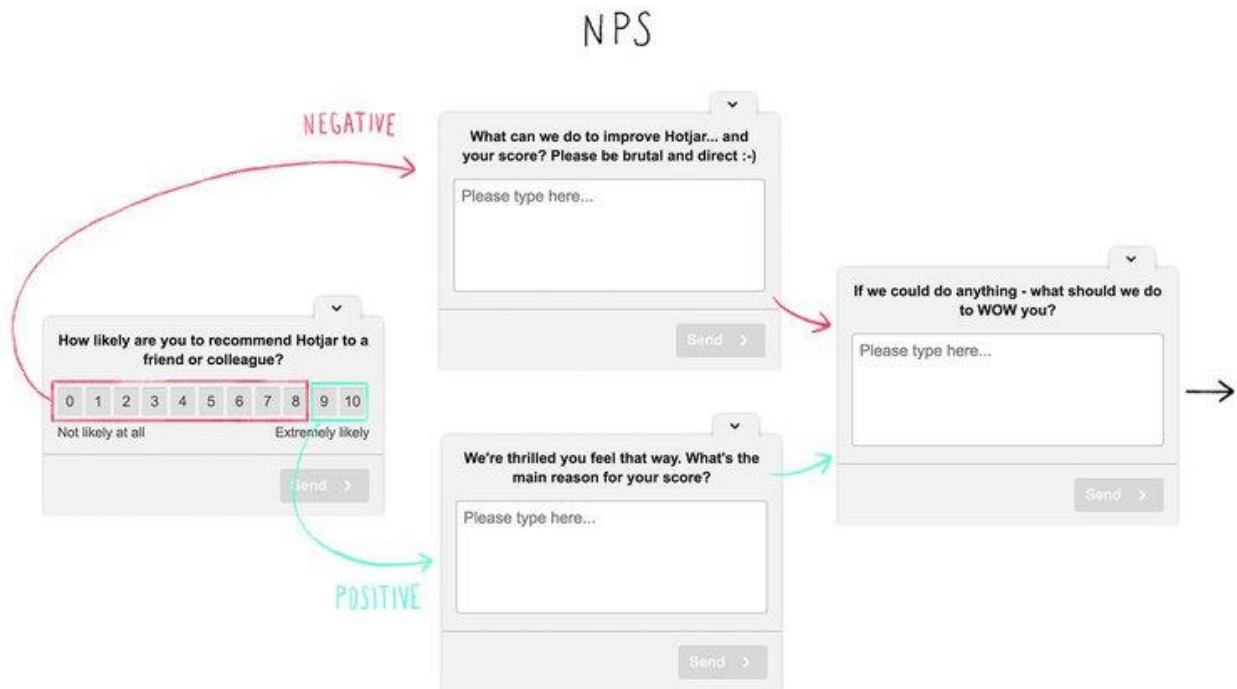 NPS
NEGATIVE
What can we do to improve Hotjar... and
your score? Please be brutal and direct :-)
Please type here...
Send
How likely are you to recommend Hotjar to a
friend or colleague?
0 1 2 3 4 5 6 7 8 9 10
Not likely at all Extremely likely
Send
POSITIVE
We're thrilled you feel that way. What's the
main reason for your score?
Please type here...
Send
If we could do anything - what should we do
to WOW you?
Please type here...
Send